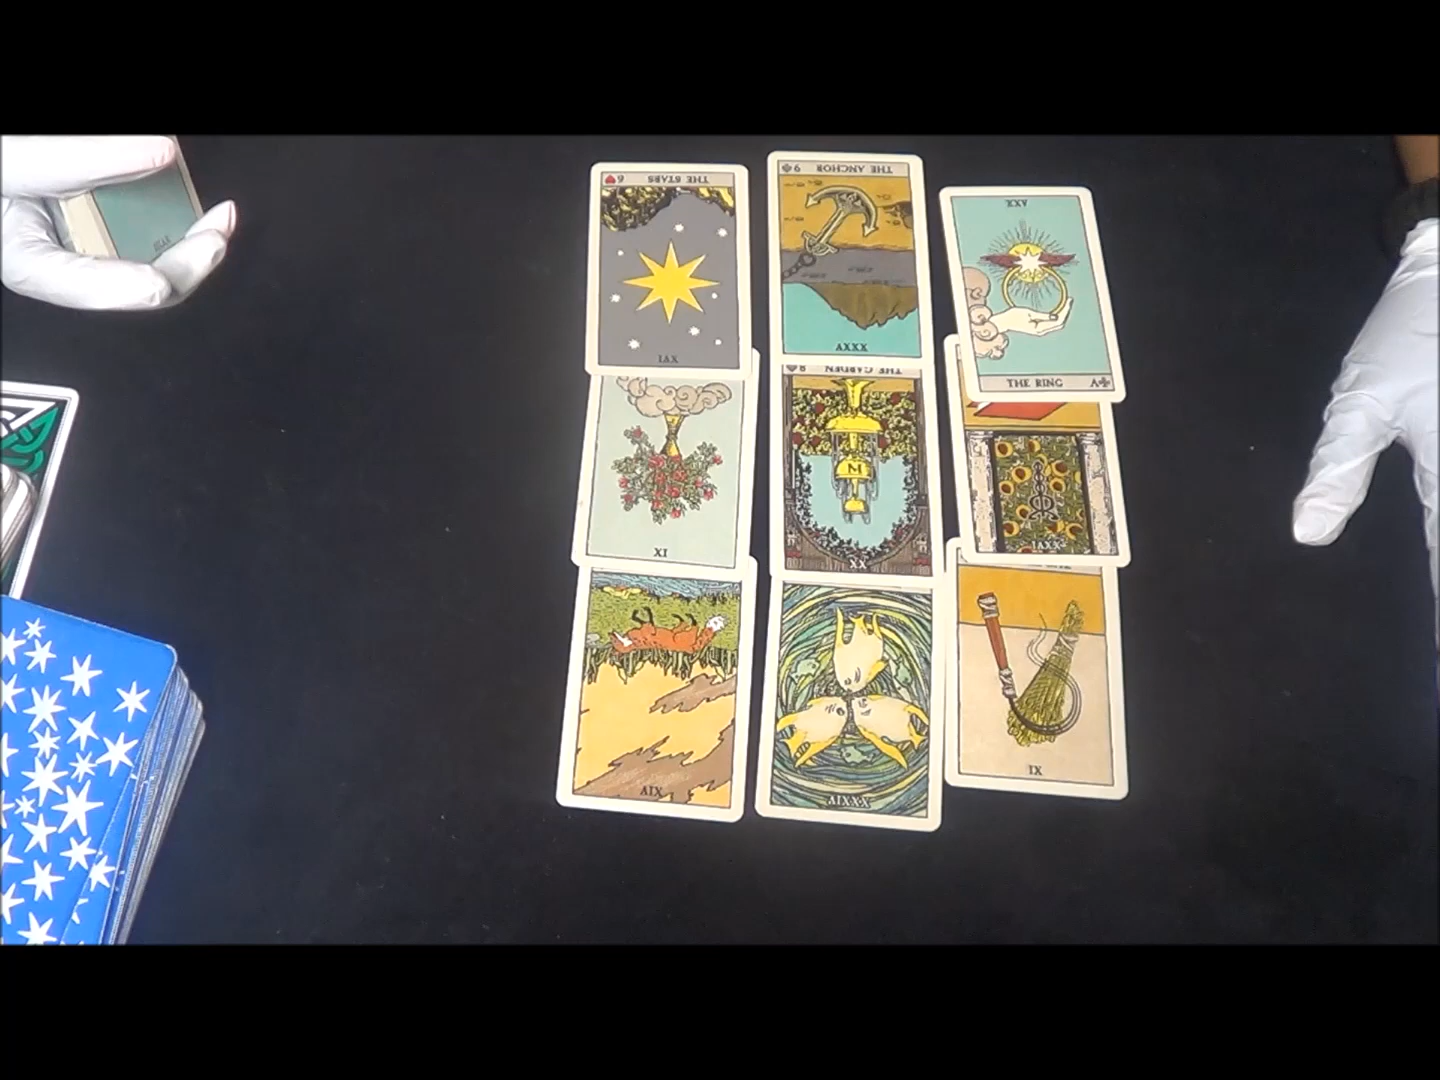 THE STARS 6
XVI
THE ANCHOR 9
XXXV
XXV
THE RING A
IX
THE GARDEN 8
XX
XXVI
XIV
XXXIV
XI